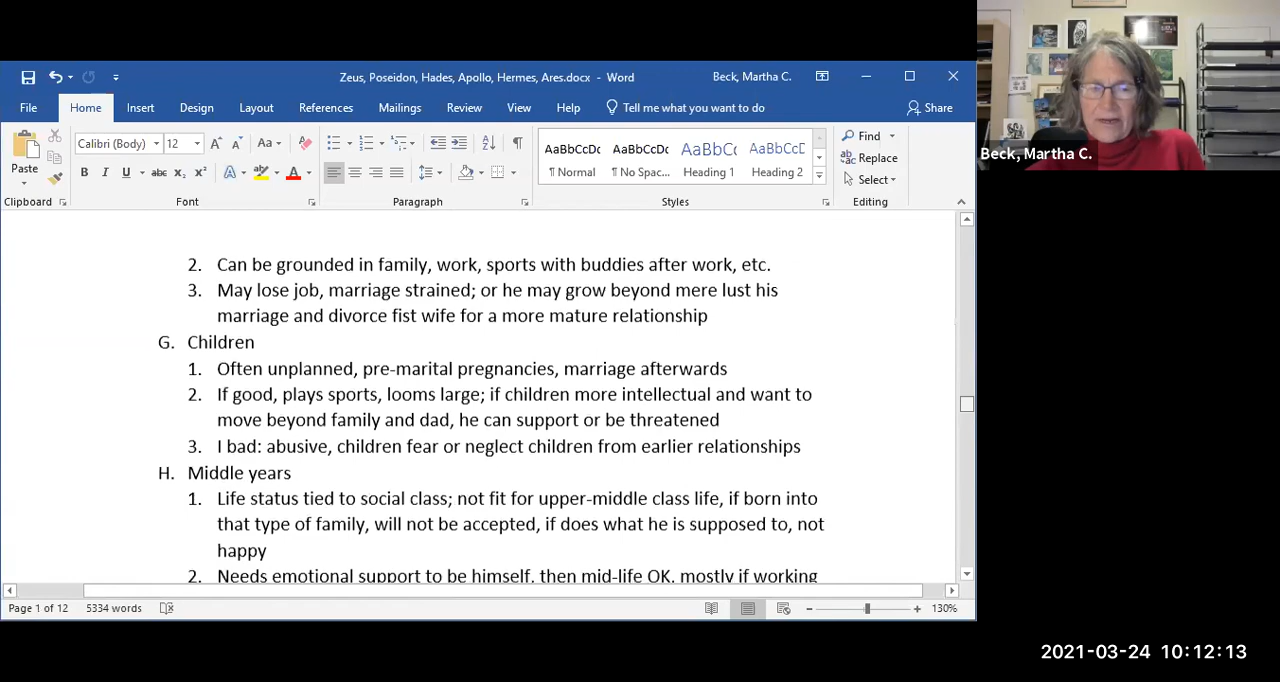 Zeus, Poseidon, Hades, Apollo, Hermes, Ares.docx - Word
Beck, Martha C.
File Home Insert Design Layout References Mailings Review View Help Tell me what you want to do Share
Paste
Clipboard
Calibri (Body) 12
Font
Paragraph
AaBbCcDc AaBbCcDc AaBbC AaBbCcE
¶ Normal ¶ No Spac... Heading 1 Heading 2
Styles
Find
Replace
Select
Editing
Beck, Martha C.
2. Can be grounded in family, work, sports with buddies after work, etc.
3. May lose job, marriage strained; or he may grow beyond mere lust his
marriage and divorce fist wife for a more mature relationship
G. Children
1. Often unplanned, pre-marital pregnancies, marriage afterwards
2. If good, plays sports, looms large; if children more intellectual and want to
move beyond family and dad, he can support or be threatened
3. I bad: abusive, children fear or neglect children from earlier relationships
H. Middle years
1. Life status tied to social class; not fit for upper-middle class life, if born into
that type of family, will not be accepted, if does what he is supposed to, not
happy
2. Needs emotional support to be himself, then mid-life OK, mostly if working
Page 1 of 12 5334 words
130%
2021-03-24 10:12:13